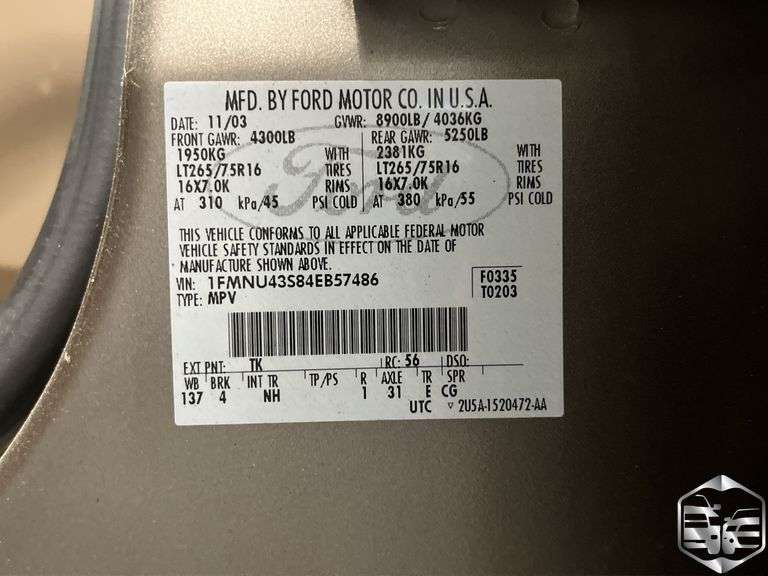 MFD. BY FORD MOTOR CO. IN U.S.A.
DATE: 11/03 GVWR: 8900LB/ 4036KG
FRONT GAWR: 4300LB REAR GAWR: 5250LB
1950KG WITH 2381KG WITH
LT265/75R16 TIRES LT265/75R16 TIRES
16X7.0K RIMS 16X7.0K RIMS
AT 310 kPa/45 PSI COLD AT 380 kPa/55 PSI COLD
Ford
THIS VEHICLE CONFORMS TO ALL APPLICABLE FEDERAL MOTOR
VEHICLE SAFETY STANDARDS IN EFFECT ON THE DATE OF
MANUFACTURE SHOWN ABOVE.
VIN: 1FMNU43S84EB57486 F0335
TYPE: MPV T0203
EXT PNT: TK RC: 56 DSO:
WB BRK INT TR TP/PS R AXLE TR SPR
137 4 NH 1 31 E CG
UTC ▽ 2U5A-1520472-AA